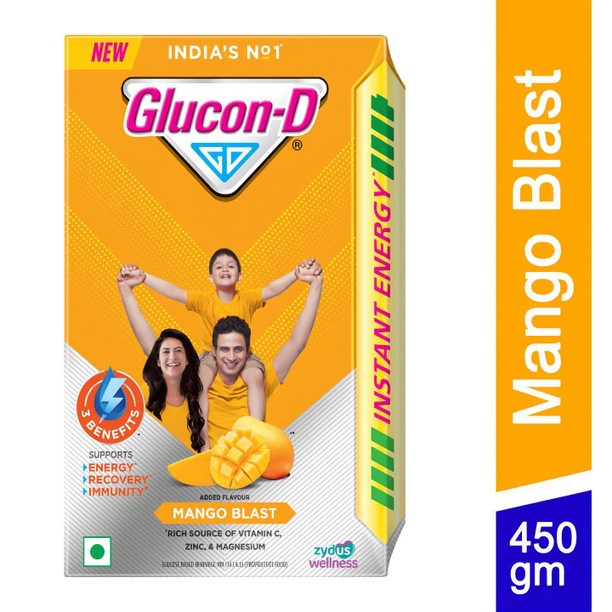 NEW
INDIA'S Nº1
Glucon-D
GD
®
INSTANT ENERGY^
3 BENEFITS
SUPPORTS
ENERGY^
RECOVERY
IMMUNITY
ADDED FLAVOUR
MANGO BLAST
RICH SOURCE OF VITAMIN C,
ZINC, & MAGNESIUM
zydus
wellness
Mango Blast
450
gm